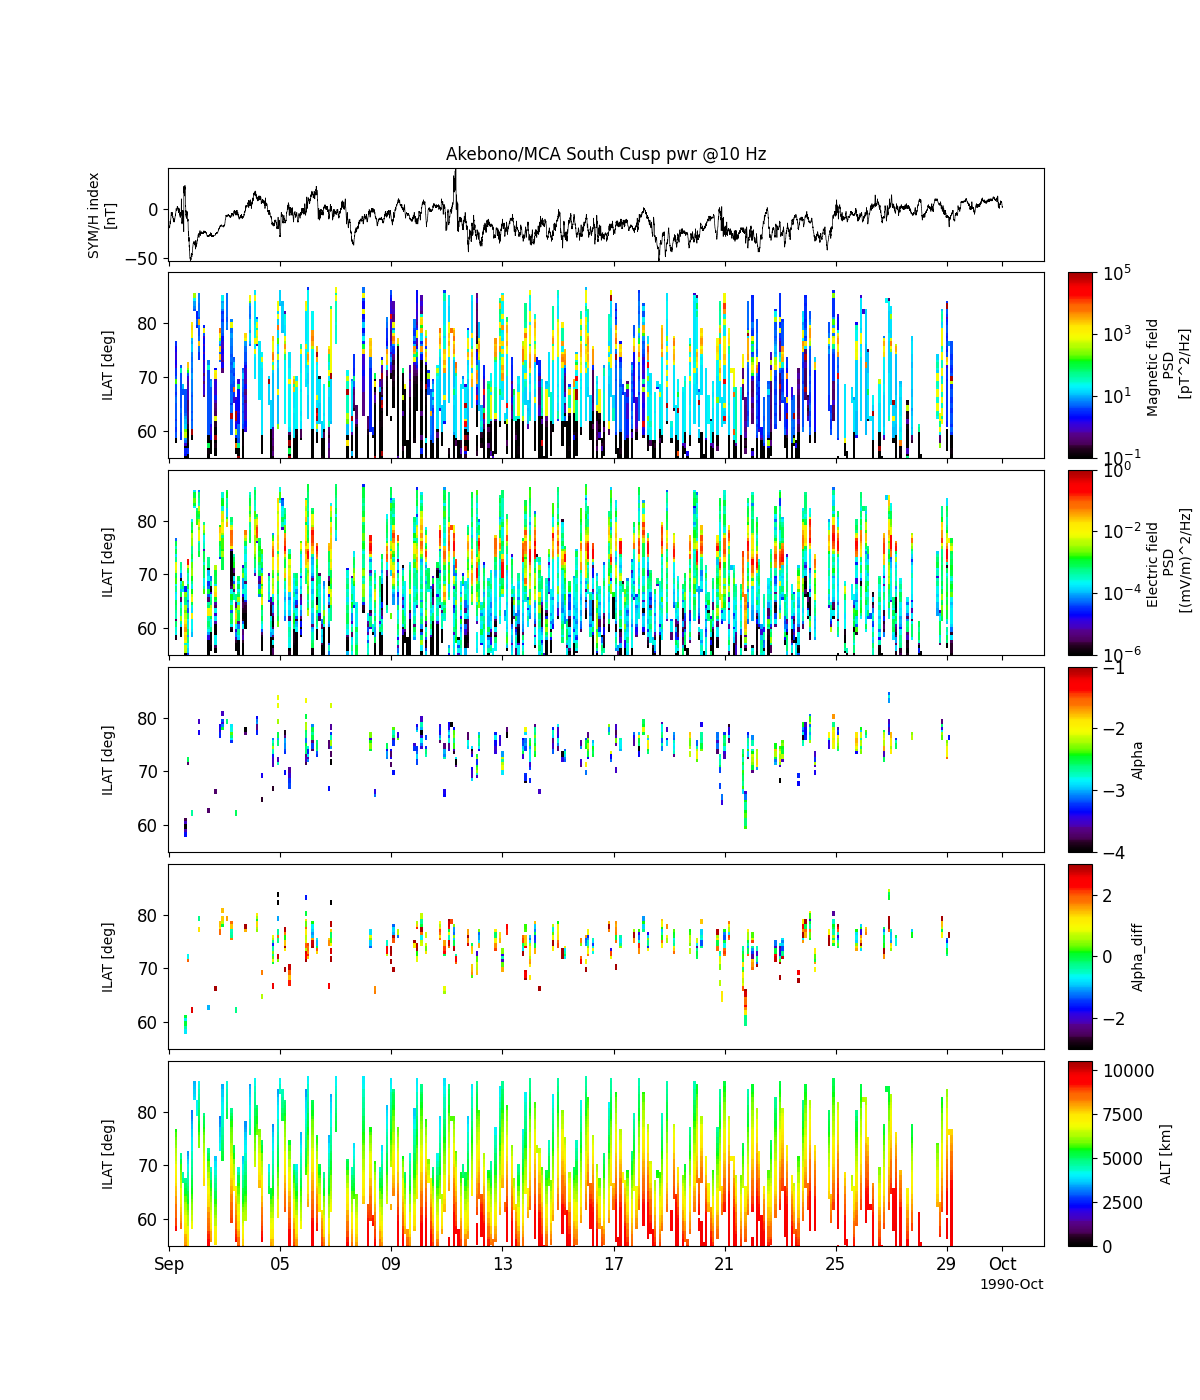 Akebono/MCA South Cusp pwr @10 Hz
SYM/H index
[nT]
0
−50
ILAT [deg]
80
70
60
10^5
10^3
10^1
10^−1
Magnetic field
PSD
[pT^2/Hz]
ILAT [deg]
80
70
60
10^0
10^−2
10^−4
10^−6
Electric field
PSD
[(mV/m)^2/Hz]
ILAT [deg]
80
70
60
−1
−2
−3
−4
Alpha
ILAT [deg]
80
70
60
2
0
−2
Alpha_diff
ILAT [deg]
80
70
60
10000
7500
5000
2500
0
ALT [km]
Sep 05 09 13 17 21 25 29 Oct
1990-Oct